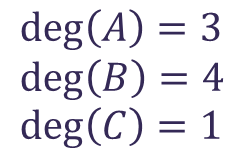 deg(A) = 3
deg(B) = 4
deg(C) = 1